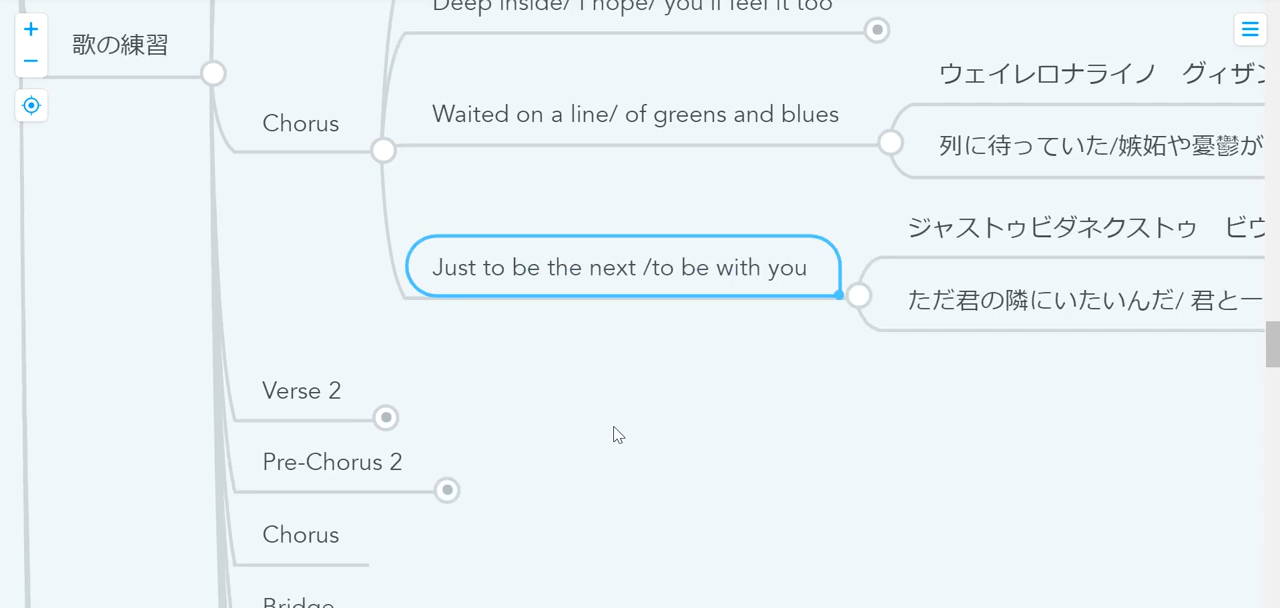 Deep inside/ I hope/ you'll feel it too
歌の練習
ウェイレロナライノ　グィザン
Chorus
Waited on a line/ of greens and blues
列に待っていた/嫉妬や憂鬱が
ジャストゥビダネクストゥ　ビウ
Just to be the next /to be with you
ただ君の隣にいたいんだ/ 君と一
Verse 2
Pre-Chorus 2
Chorus
Bridge